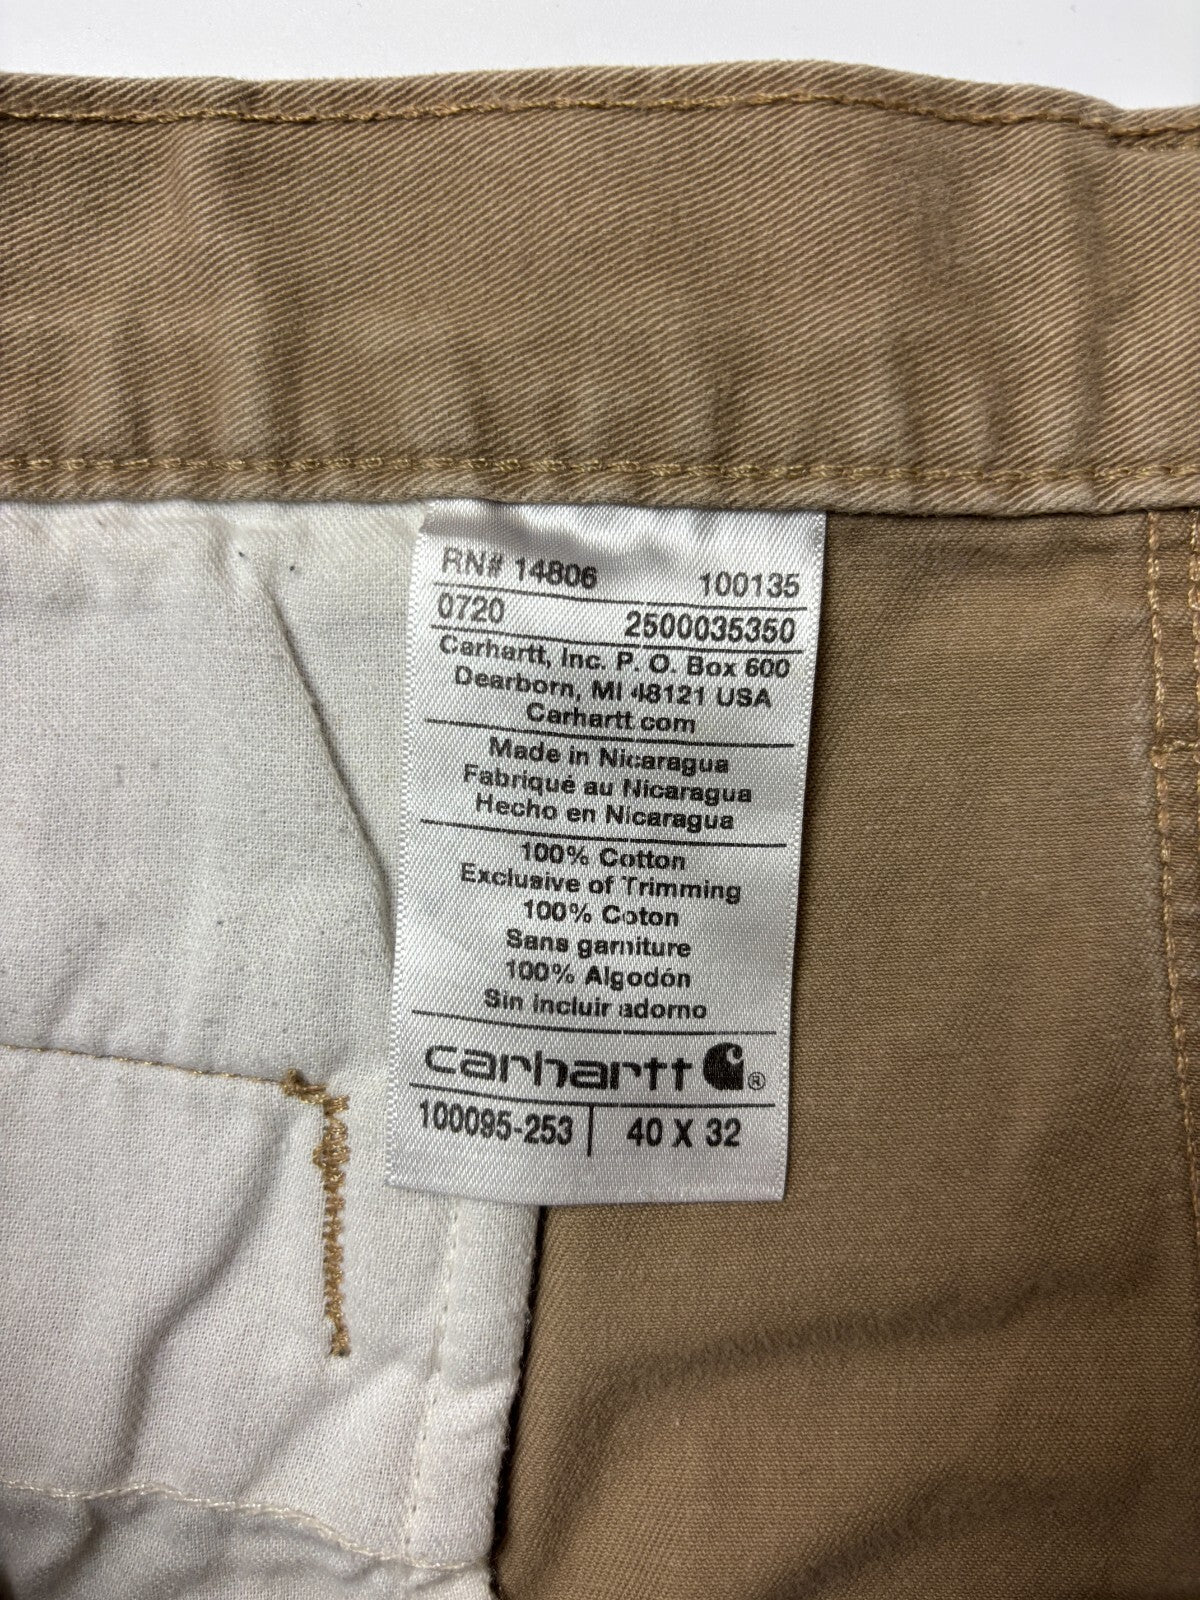 RN# 14806 100135
0720 2500035350
Carhartt, Inc. P. O. Box 600
Dearborn, MI 48121 USA
Carhartt.com
Made in Nicaragua
Fabriqué au Nicaragua
Hecho en Nicaragua
100% Cotton
Exclusive of Trimming
100% Coton
Sans garniture
100% Algodón
Sin incluir adorno
carhartt ®
100095-253 | 40 X 32